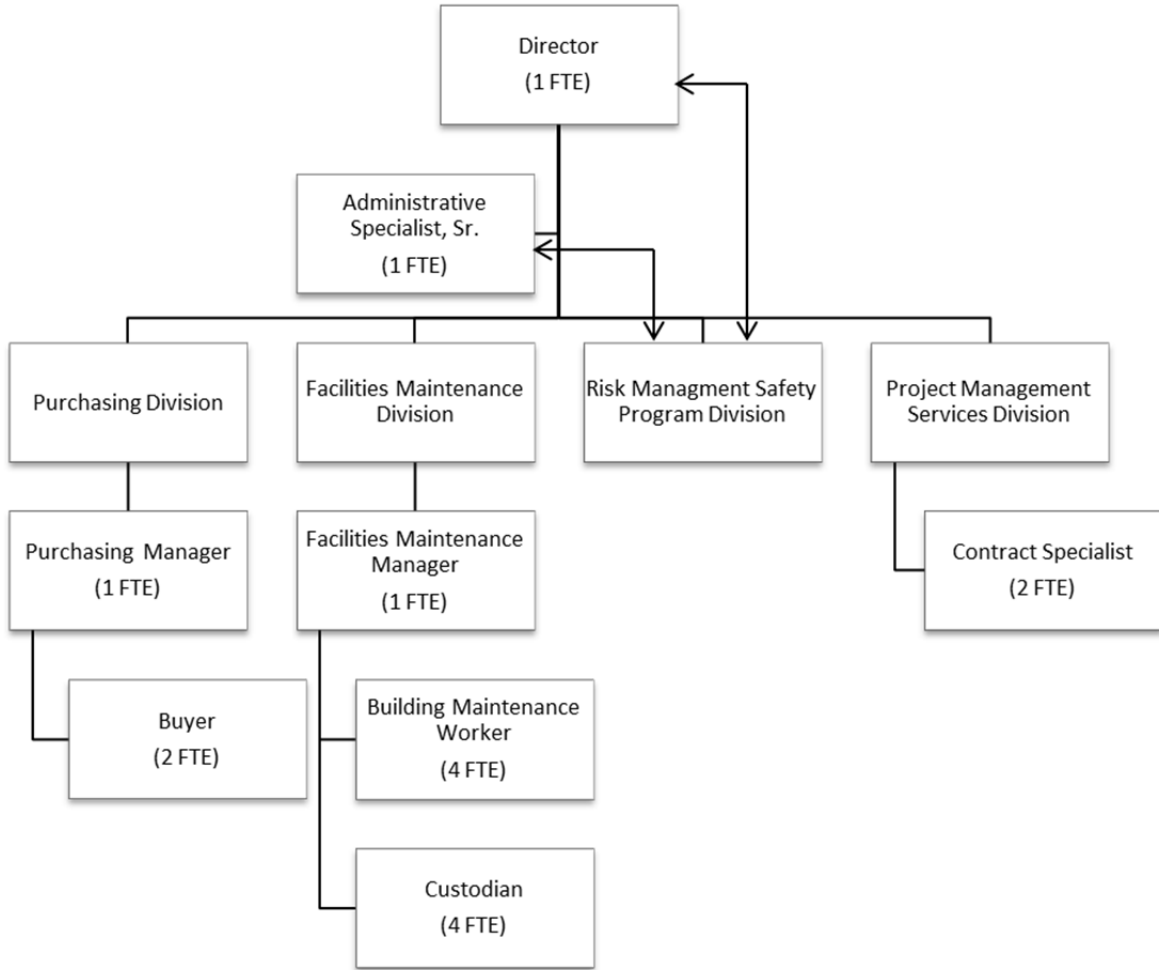 Director
(1 FTE)
Administrative
Specialist, Sr.
(1 FTE)
Purchasing Division
Facilities Maintenance
Division
Risk Managment Safety
Program Division
Project Management
Services Division
Purchasing Manager
(1 FTE)
Facilities Maintenance
Manager
(1 FTE)
Contract Specialist
(2 FTE)
Buyer
(2 FTE)
Building Maintenance
Worker
(4 FTE)
Custodian
(4 FTE)